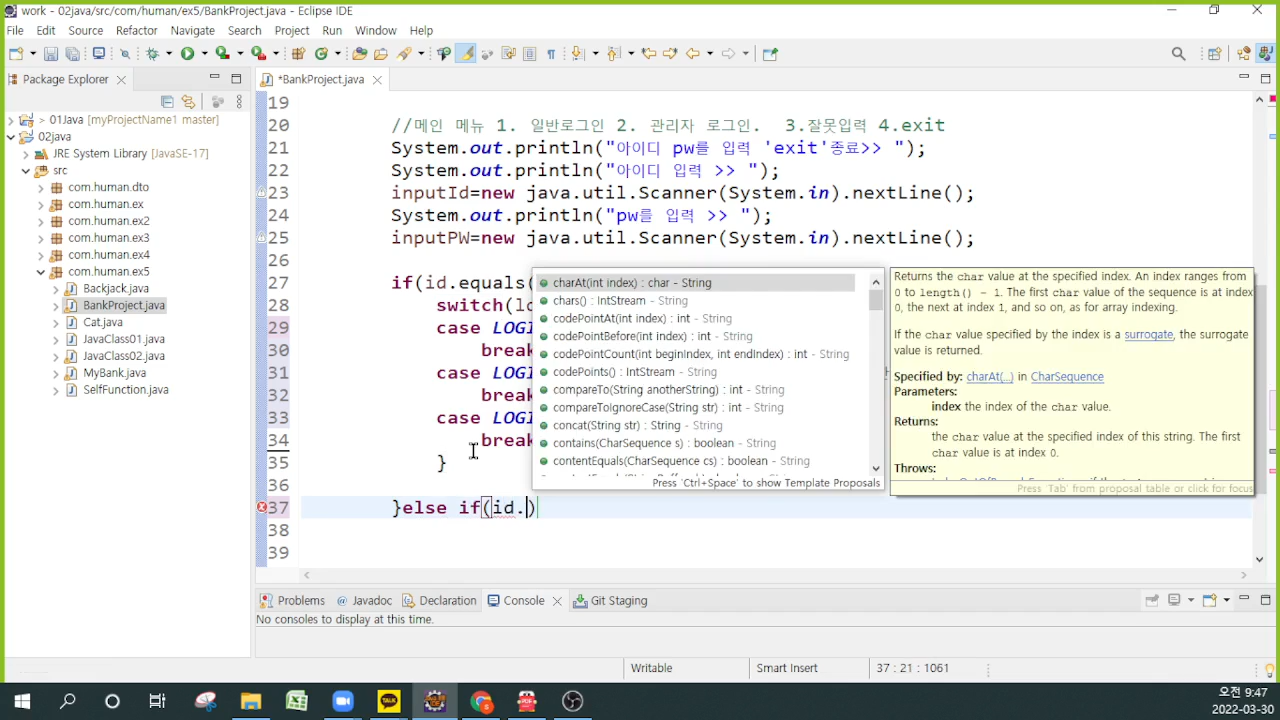 work - 02java/src/com/human/ex5/BankProject.java - Eclipse IDE
File Edit Source Refactor Navigate Search Project Run Window Help
Package Explorer
*BankProject.java
> 01.Java [myProjectName1 master]
02java
JRE System Library [JavaSE-17]
src
com.human.dto
com.human.ex
com.human.ex2
com.human.ex3
com.human.ex4
com.human.ex5
Backjack.java
BankProject.java
Cat.java
JavaClass01.java
JavaClass02.java
MyBank.java
SelfFunction.java
19
20 //메인 메뉴 1. 일반로그인 2. 관리자 로그인. 3.잘못입력 4.exit
21 System.out.println("아이디 pw를 입력 'exit'종료>> ");
22 System.out.println("아이디 입력 >> ");
23 inputId=new java.util.Scanner(System.in).nextLine();
24 System.out.println("pw를 입력 >> ");
25 inputPW=new java.util.Scanner(System.in).nextLine();
26
27 if(id.equals(
28 switch(
29 case LOGI
30 break
31 case LOGI
32 break
33 case LOGI
34 break
35 }
36
37 }else if(id.)
38
39
charAt(int index) : char - String
chars() : IntStream - String
codePointAt(int index) : int - String
codePointBefore(int index) : int - String
codePointCount(int beginIndex, int endIndex) : int - String
codePoints() : IntStream - String
compareTo(String anotherString) : int - String
compareToIgnoreCase(String str) : int - String
concat(String str) : String - String
contains(CharSequence s) : boolean - String
contentEquals(CharSequence cs) : boolean - String
Press 'Ctrl+Space' to show Template Proposals
Returns the char value at the specified index. An index ranges from
0 to length() - 1. The first char value of the sequence is at index
0, the next at index 1, and so on, as for array indexing.
If the char value specified by the index is a surrogate, the surrogate
value is returned.
Specified by: charAt(...) in CharSequence
Parameters:
index the index of the char value.
Returns:
the char value at the specified index of this string. The first
char value is at index 0.
Throws:
Press 'Tab' from proposal table or click for focus
Problems Javadoc Declaration Console Git Staging
No consoles to display at this time.
Writable Smart Insert 37 : 21 : 1061
TALK
오전 9:47
2022-03-30